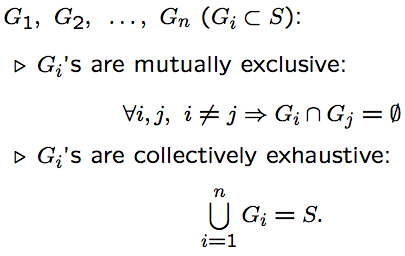 G₁, G₂, …, Gₙ (Gᵢ ⊂ S):
▷ Gᵢ's are mutually exclusive:
∀i, j, i ≠ j ⇒ Gᵢ ∩ Gⱼ = ∅
▷ Gᵢ's are collectively exhaustive:
n
⋃ Gᵢ = S.
i=1